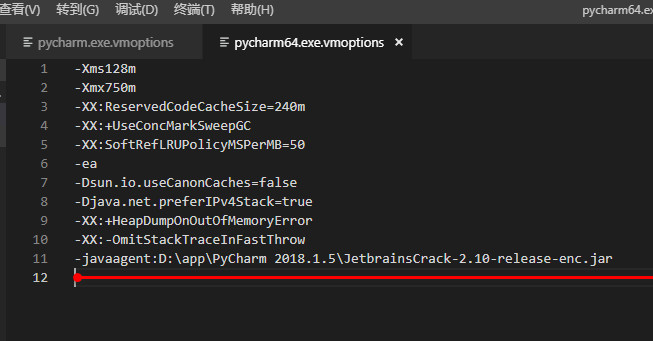 查看(V) 转到(G) 调试(D) 终端(T) 帮助(H) pycharm64.ex
pycharm.exe.vmoptions pycharm64.exe.vmoptions ×
1 -Xms128m
2 -Xmx750m
3 -XX:ReservedCodeCacheSize=240m
4 -XX:+UseConcMarkSweepGC
5 -XX:SoftRefLRUPolicyMSPerMB=50
6 -ea
7 -Dsun.io.useCanonCaches=false
8 -Djava.net.preferIPv4Stack=true
9 -XX:+HeapDumpOnOutOfMemoryError
10 -XX:-OmitStackTraceInFastThrow
11 -javaagent:D:\app\PyCharm 2018.1.5\JetbrainsCrack-2.10-release-enc.jar
12